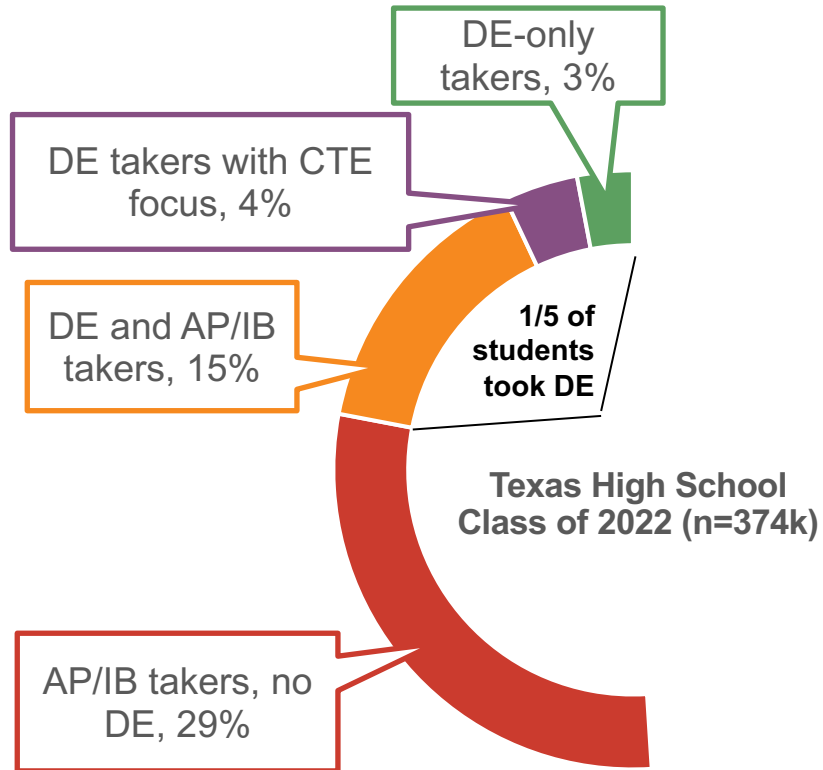 DE-only
takers, 3%
DE takers with CTE
focus, 4%
DE and AP/IB
takers, 15%
1/5 of
students
took DE
Texas High School
Class of 2022 (n=374k)
AP/IB takers, no
DE, 29%